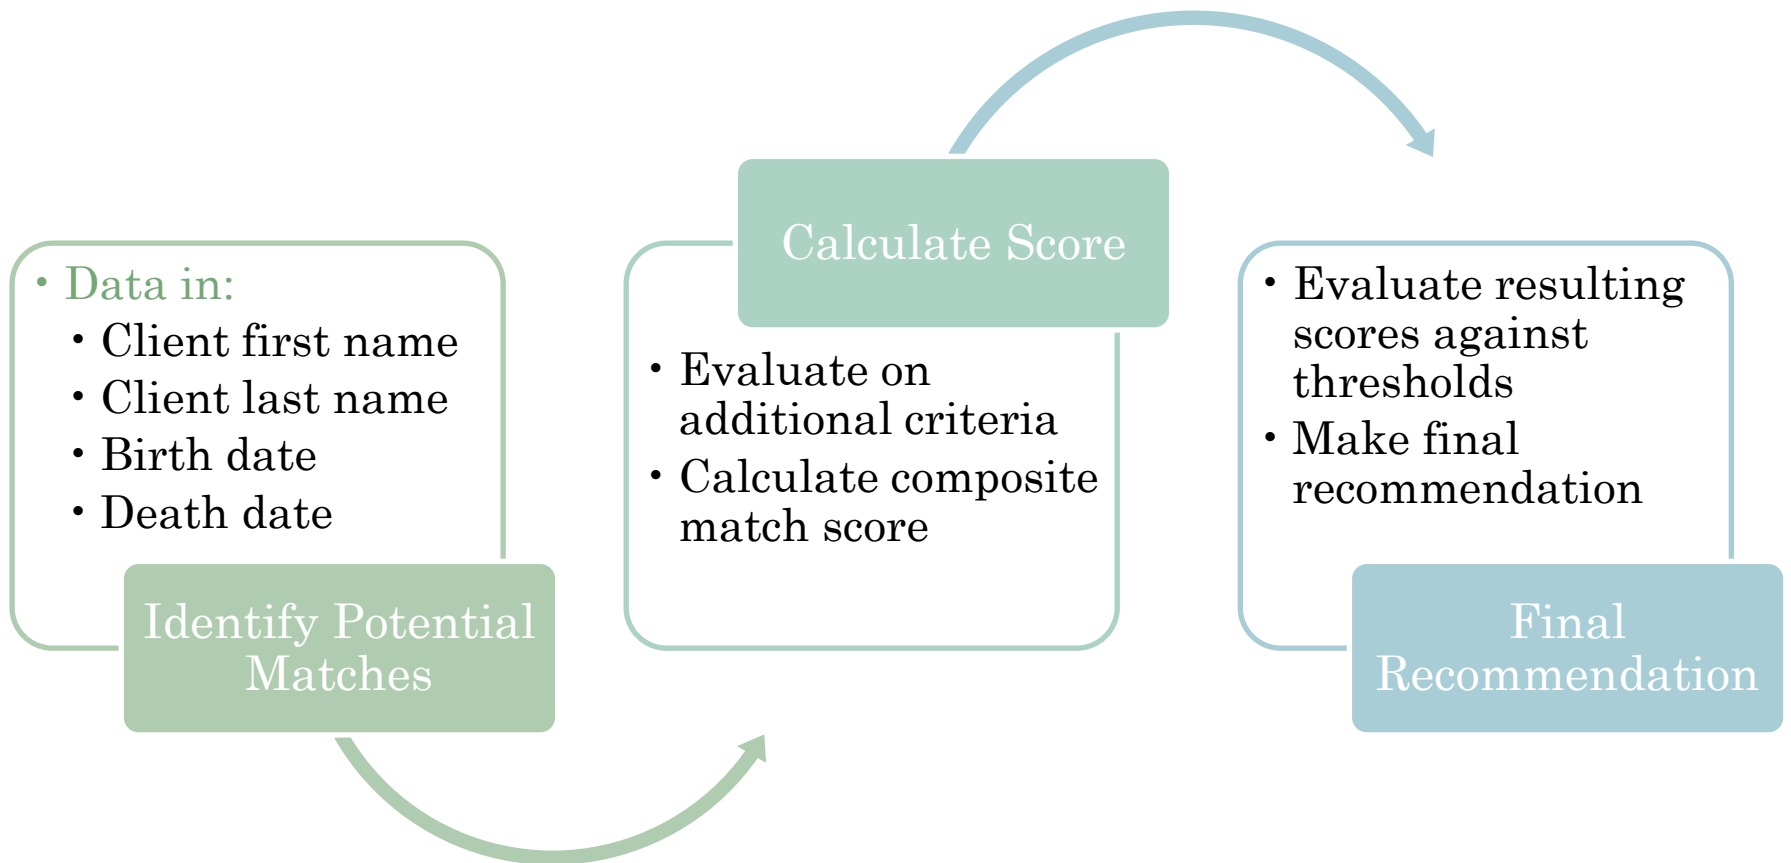 • Data in:
• Client first name
• Client last name
• Birth date
• Death date
Identify Potential
Matches
Calculate Score
• Evaluate on
additional criteria
• Calculate composite
match score
• Evaluate resulting
scores against
thresholds
• Make final
recommendation
Final
Recommendation